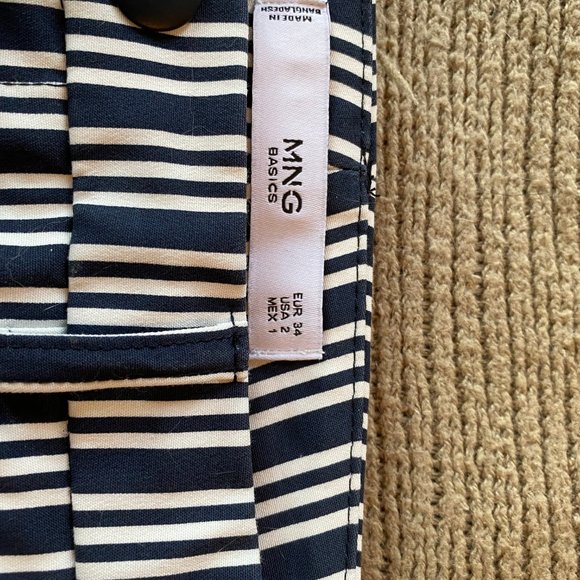 MADE IN
BANGLADESH
MNG
BASICS
EUR 34
USA 2
MEX 1